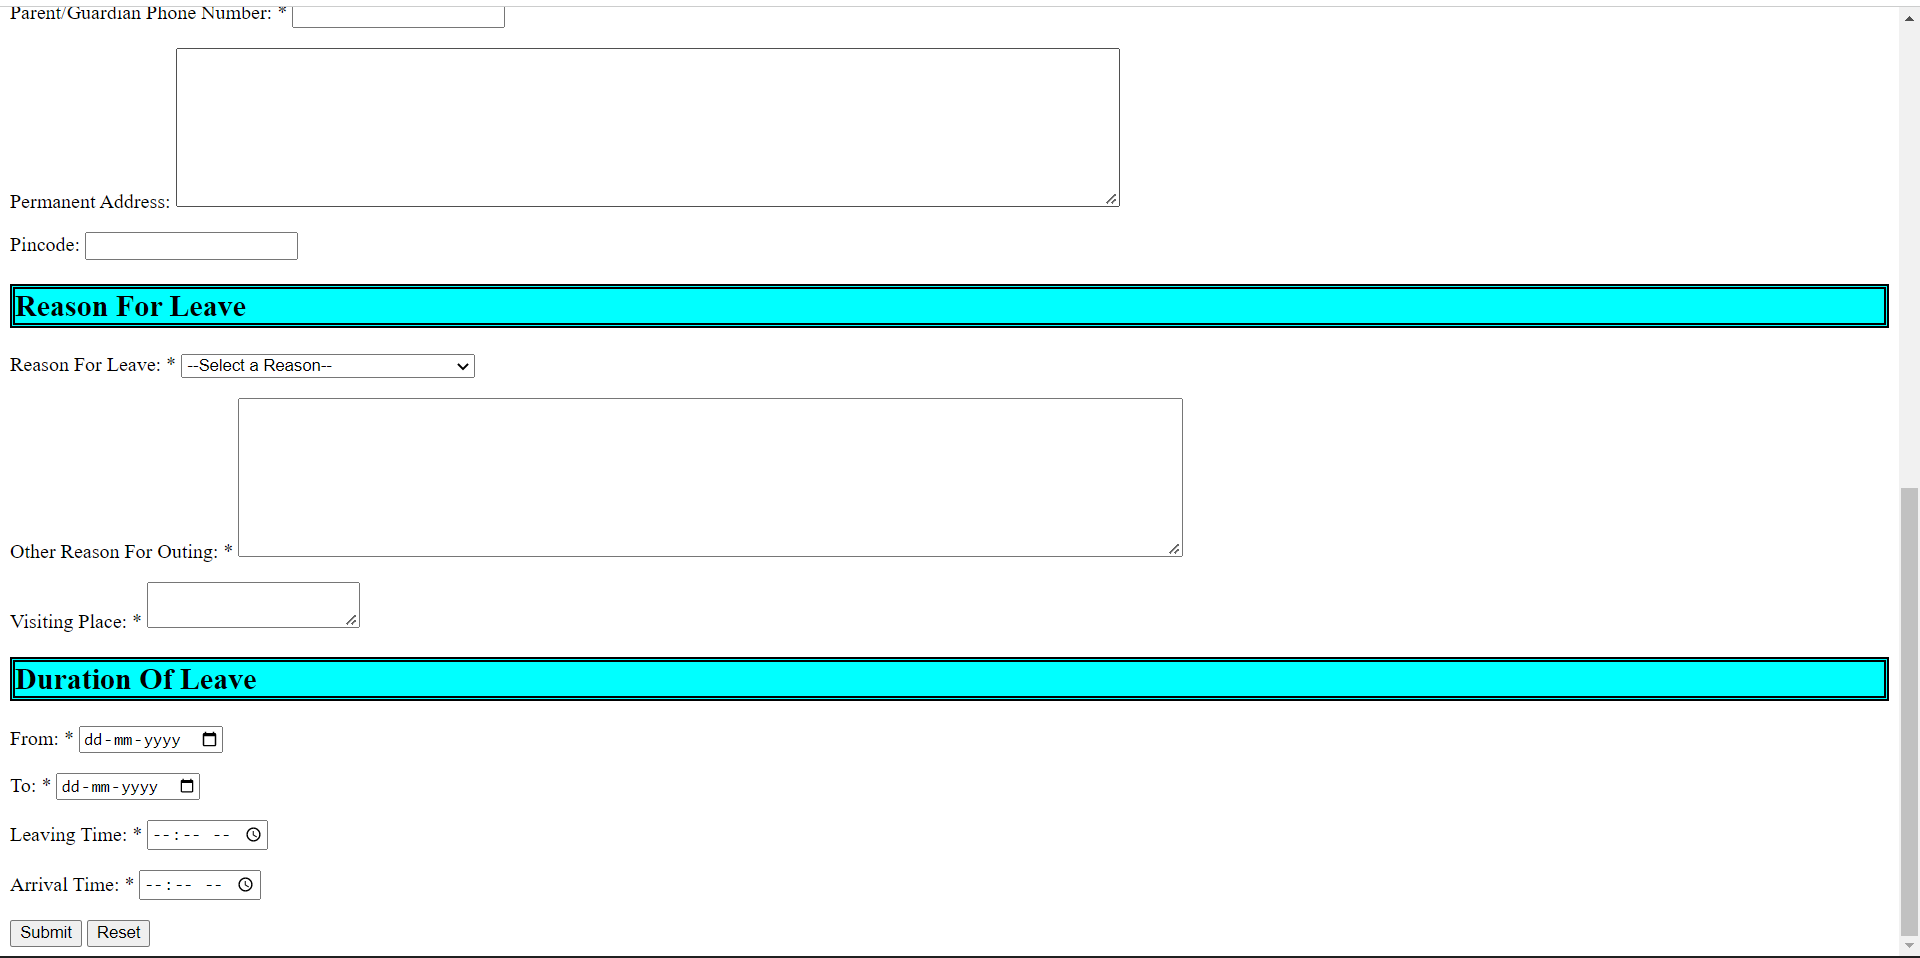 Parent/Guardian Phone Number: *
Permanent Address:
Pincode:
Reason For Leave
Reason For Leave: * --Select a Reason--
Other Reason For Outing: *
Visiting Place: *
Duration Of Leave
From: * dd-mm-yyyy
To: * dd-mm-yyyy
Leaving Time: * --:-- --
Arrival Time: * --:-- --
Submit Reset